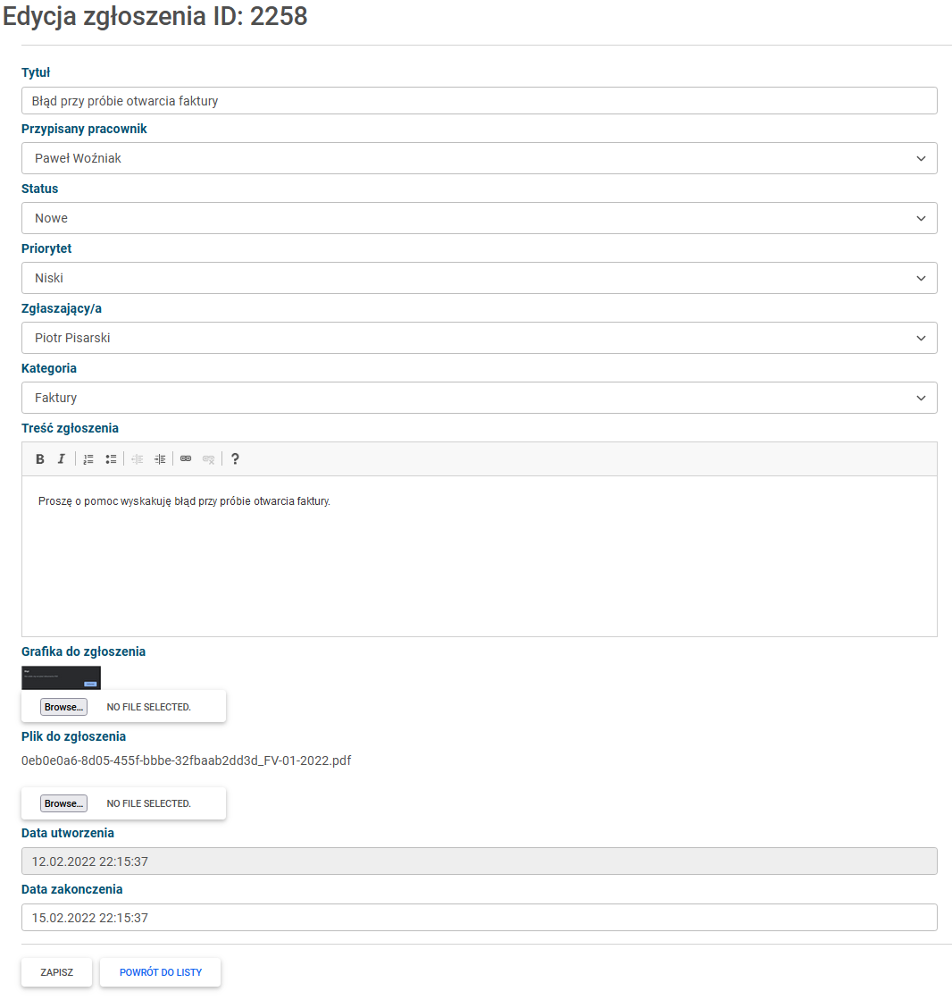 Edycja zgłoszenia ID: 2258
Tytuł
Błąd przy próbie otwarcia faktury
Przypisany pracownik
Paweł Woźniak
Status
Nowe
Priorytet
Niski
Zgłaszający/a
Piotr Pisarski
Kategoria
Faktury
Treść zgłoszenia
B I ?
Proszę o pomoc wyskakuję błąd przy próbie otwarcia faktury.
Grafika do zgłoszenia
Browse... NO FILE SELECTED.
Plik do zgłoszenia
0eb0e0a6-8d05-455f-bbbe-32fbaab2dd3d_FV-01-2022.pdf
Browse... NO FILE SELECTED.
Data utworzenia
12.02.2022 22:15:37
Data zakonczenia
15.02.2022 22:15:37
ZAPISZ POWRÓT DO LISTY